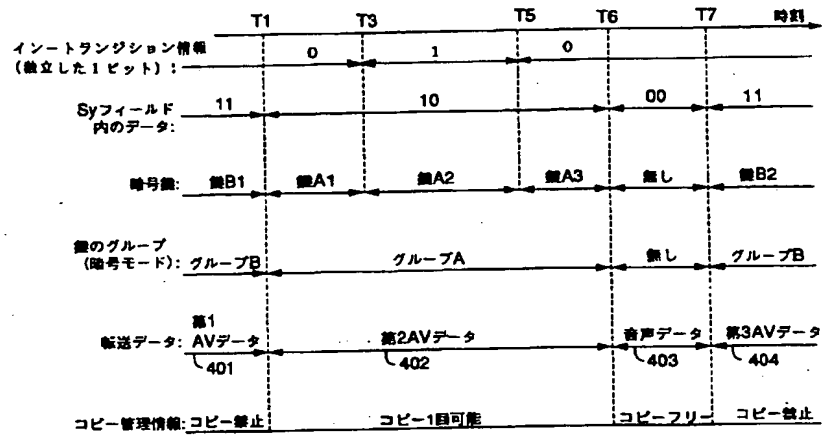 T1 T3 T5 T6 T7 時刻
イントランジション情報
(独立した1ビット): 0 1 0
Syフィールド
内のデータ: 11 10 00 11
暗号鍵: 鍵B1 鍵A1 鍵A2 鍵A3 無し 鍵B2
鍵のグループ
(暗号モード): グループB グループA 無し グループB
転送データ: 第1
AVデータ 第2AVデータ 音声データ 第3AVデータ
401 402 403 404
コピー管理情報: コピー禁止 コピー1回可能 コピーフリー コピー禁止